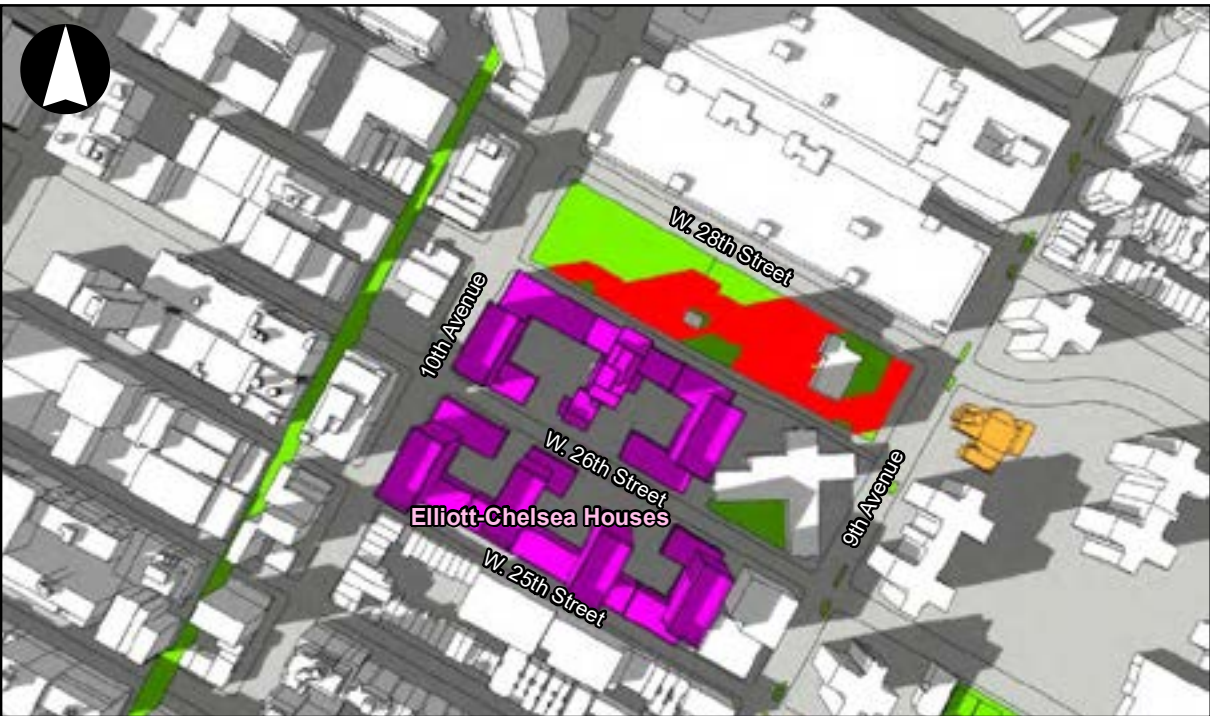 W. 28th Street
10th Avenue
W. 26th Street
9th Avenue
Elliott-Chelsea Houses
W. 25th Street